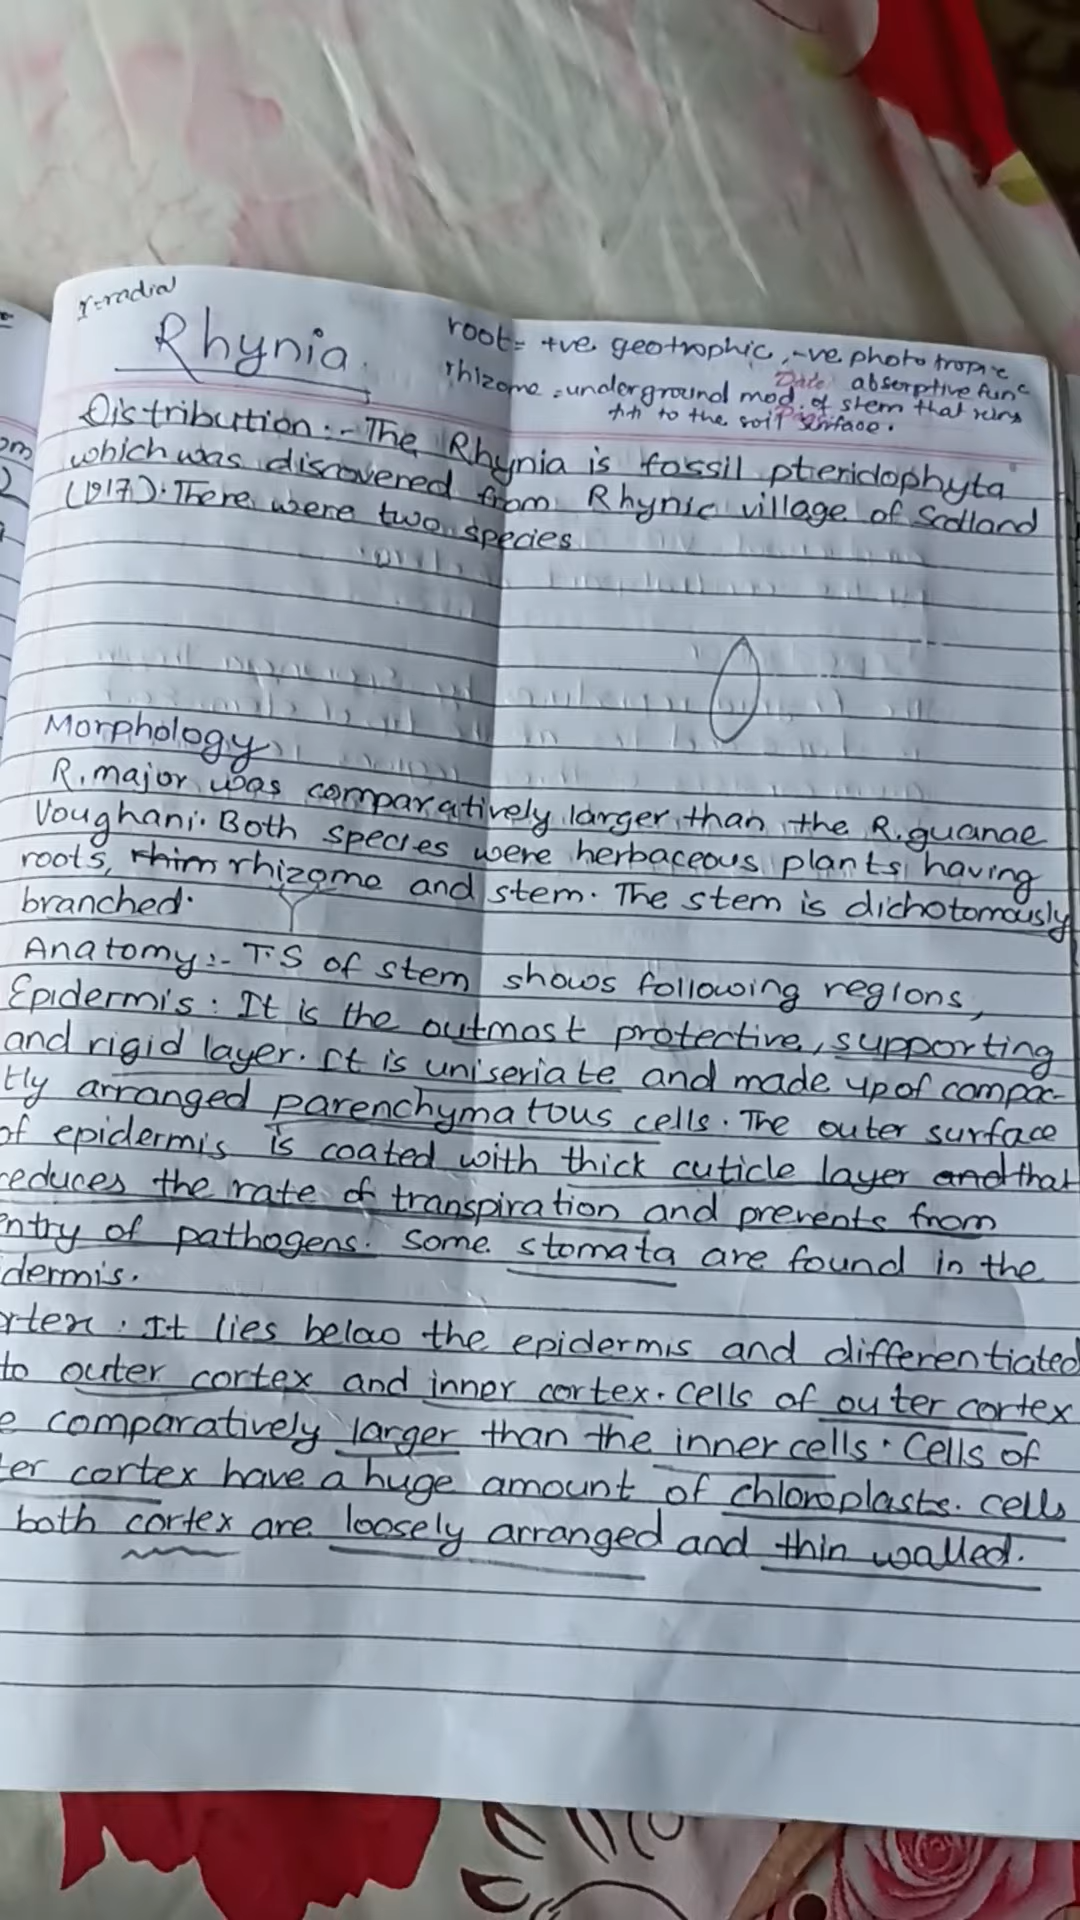 r=radial
Rhynia.
root= +ve geotrophic, -ve phototropic
absorptive func
rhizome = underground mod. of stem that runs
to the soil surface.
Date
Distribution:- The Rhynia is fossil pteridophyta
which was discovered from Rhynic village of Scotland
(1917). There were two species
Morphology
R. major was comparatively larger than the R. guanae
Voughani. Both species were herbaceous plants, having
roots, rhizome and stem. The stem is dichotomously
branched.
Anatomy:- T.S of stem shows following regions,
Epidermis: It is the outmost protective, supporting
and rigid layer. It is uniseriate and made up of compac-
tly arranged parenchymatous cells. The outer surface
of epidermis is coated with thick cuticle layer and that
reduces the rate of transpiration and prevents from
entry of pathogens. Some stomata are found in the
dermis.
rtex. It lies below the epidermis and differentiated
to outer cortex and inner cortex. cells of outer cortex
e comparatively larger than the inner cells. Cells of
er cortex have a huge amount of chloroplasts. cells
both cortex are loosely arranged and thin walled.